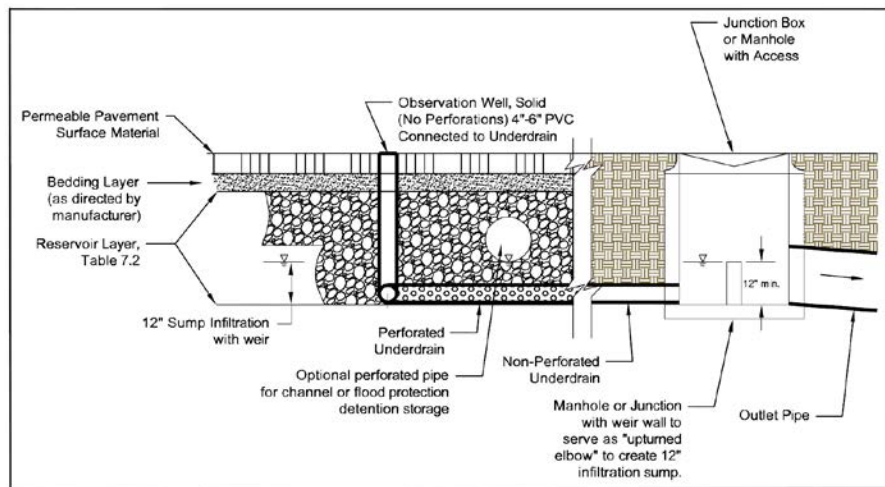 Junction Box
or Manhole
with Access
Observation Well, Solid
(No Perforations) 4"-6" PVC
Connected to Underdrain
Permeable Pavement
Surface Material
Bedding Layer
(as directed by
manufacturer)
Reservoir Layer,
Table 7.2
12" min.
12" Sump Infiltration
with weir
Perforated
Underdrain
Non-Perforated
Underdrain
Optional perforated pipe
for channel or flood protection
detention storage
Manhole or Junction
with weir wall to
serve as "upturned
elbow" to create 12"
infiltration sump.
Outlet Pipe